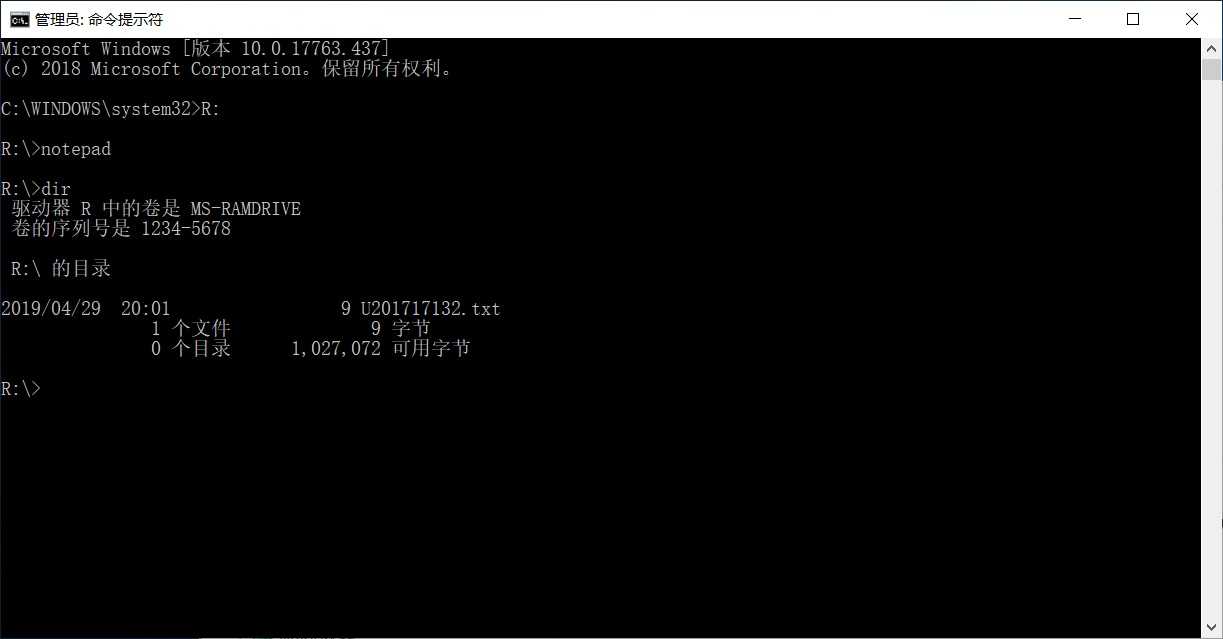 管理员: 命令提示符
Microsoft Windows [版本 10.0.17763.437]
(c) 2018 Microsoft Corporation。保留所有权利。
C:\WINDOWS\system32>R:
R:\>notepad
R:\>dir
驱动器 R 中的卷是 MS-RAMDRIVE
卷的序列号是 1234-5678
R:\ 的目录
2019/04/29  20:01                 9 U201717132.txt
1 个文件              9 字节
0 个目录      1,027,072 可用字节
R:\>